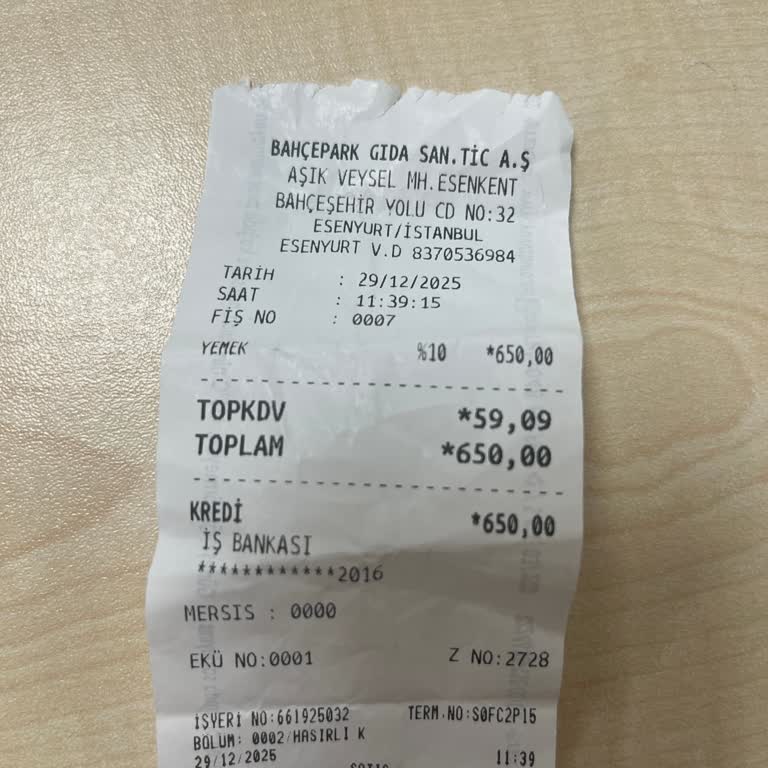 BAHÇEPARK GIDA SAN.TİC A.Ş
AŞIK VEYSEL MH.ESENKENT
BAHÇEŞEHİR YOLU CD NO:32
ESENYURT/İSTANBUL
ESENYURT V.D 8370536984
TARİH : 29/12/2025
SAAT : 11:39:15
FİŞ NO : 0007
YEMEK %10 *650,00
TOPKDV *59,09
TOPLAM *650,00
KREDİ *650,00
İŞ BANKASI
************2016
MERSIS : 0000
EKÜ NO:0001 Z NO:2728
İŞYERİ NO:661925032 TERM.NO:S0FC2P15
BÖLUM: 0002/HASIRLI K
29/12/2025 11:39